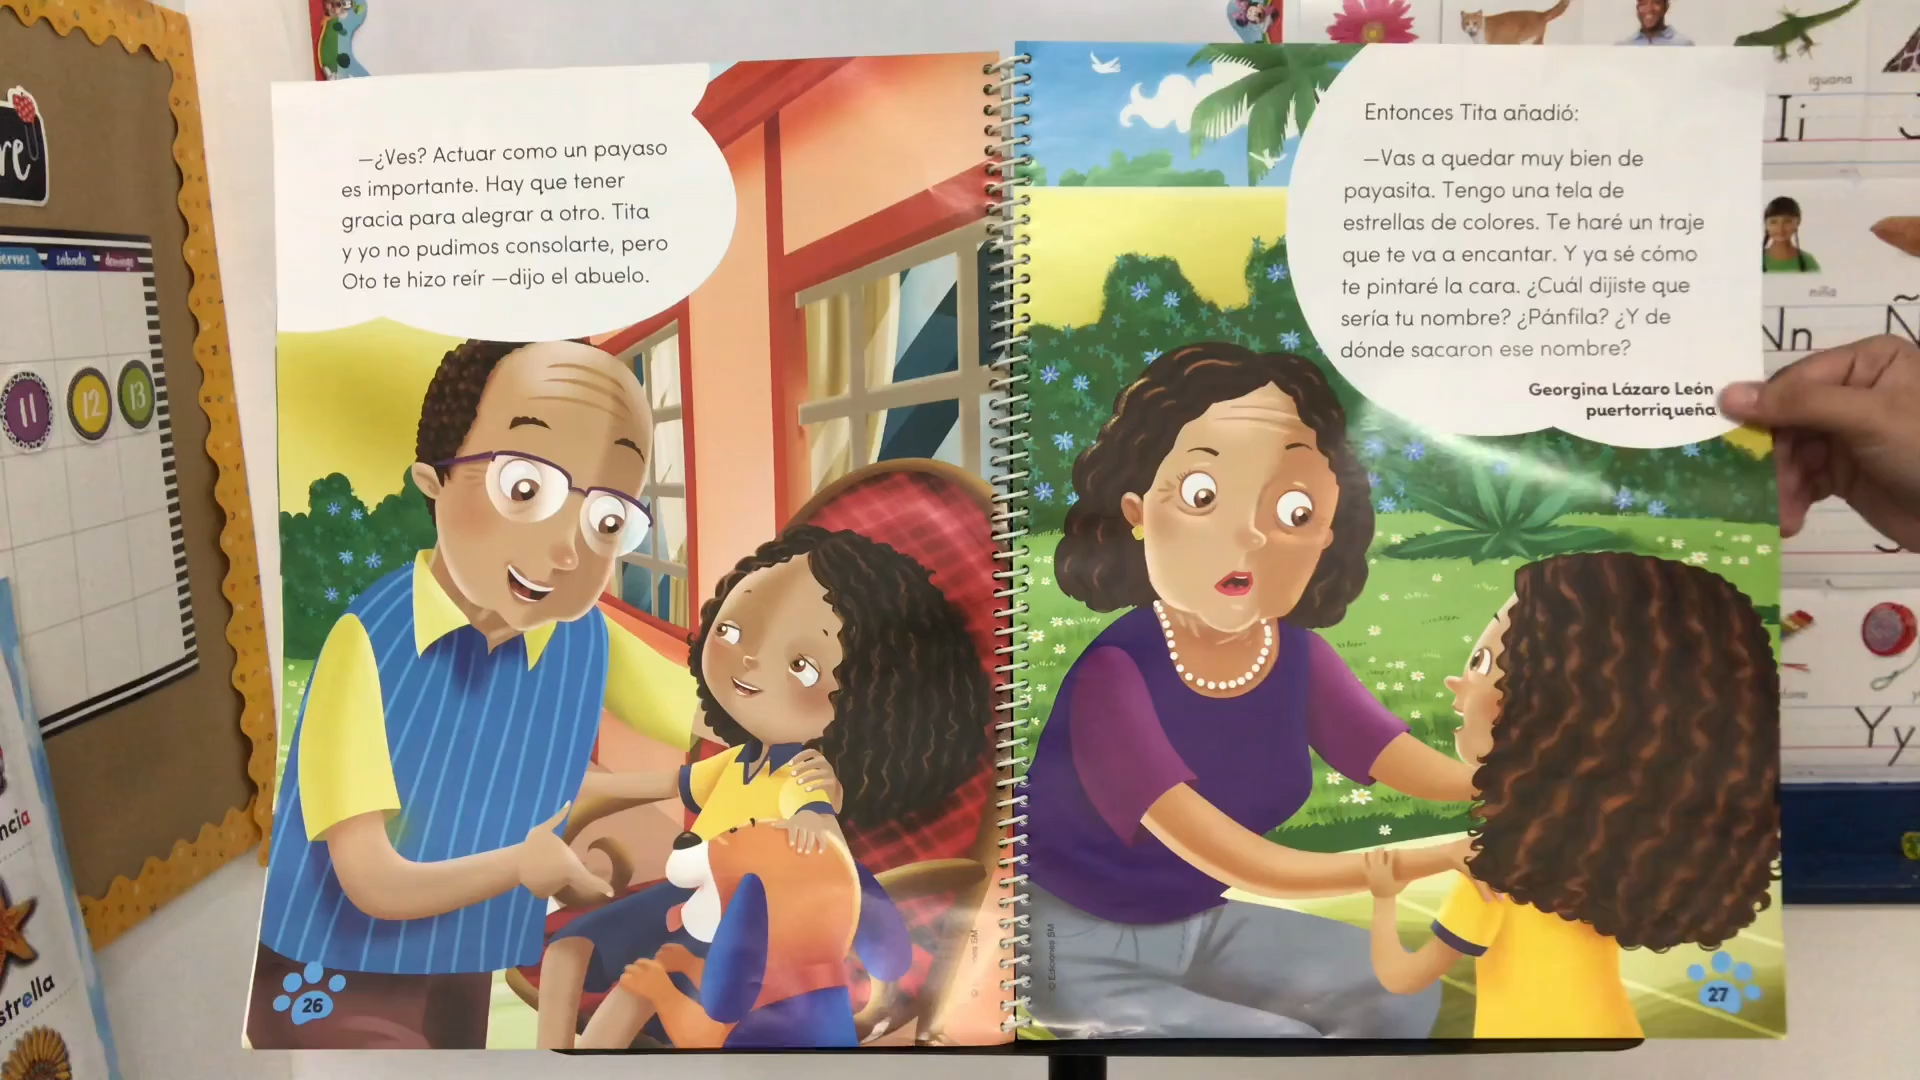 —¿Ves? Actuar como un payaso
es importante. Hay que tener
gracia para alegrar a otro. Tita
y yo no pudimos consolarte, pero
Oto te hizo reír —dijo el abuelo.
26
Entonces Tita añadió:
—Vas a quedar muy bien de
payasita. Tengo una tela de
estrellas de colores. Te haré un traje
que te va a encantar. Y ya sé cómo
te pintaré la cara. ¿Cuál dijiste que
sería tu nombre? ¿Pánfila? ¿Y de
dónde sacaron ese nombre?
Georgina Lázaro León
puertorriqueña
© Ediciones SM
27
sábado domingo
11 12 13
iguana
Ii
niña
Nn Ñ
Yy